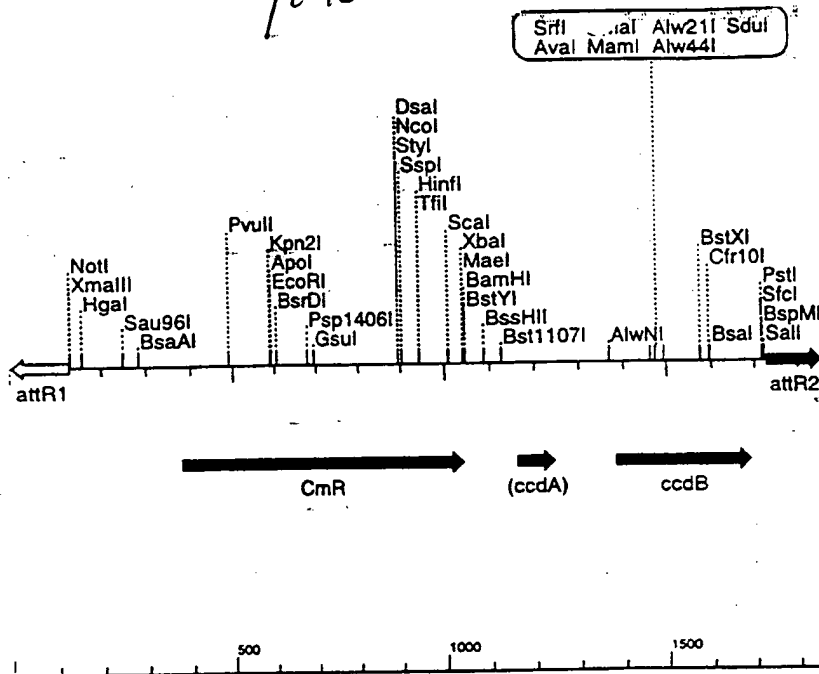 SrfI Alw21I SduI
AvaI MamI Alw44I
DsaI
NcoI
StyI
SspI
HinfI
TfiI
PvuII
Kpn2I
ApoI
EcoRI
BsrDI
Psp1406I
GsuI
ScaI
XbaI
MaeI
BamHI
BstYI
BssHII
Bst1107I
NotI
XmaIII
HgaI
Sau96I
BsaAI
AlwNI
BstXI
Cfr10I
BsaI
PstI
SfcI
BspMI
SalI
attR1
attR2
CmR
(ccdA)
ccdB
500
1000
1500